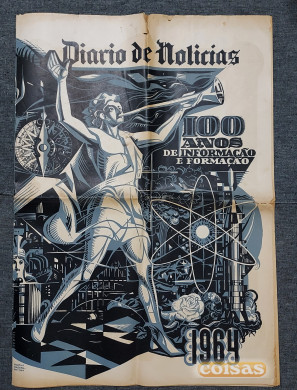 Diario de Noticias
100
ANOS
DE INFORMAÇÃO
E FORMAÇÃO
1964
coisas